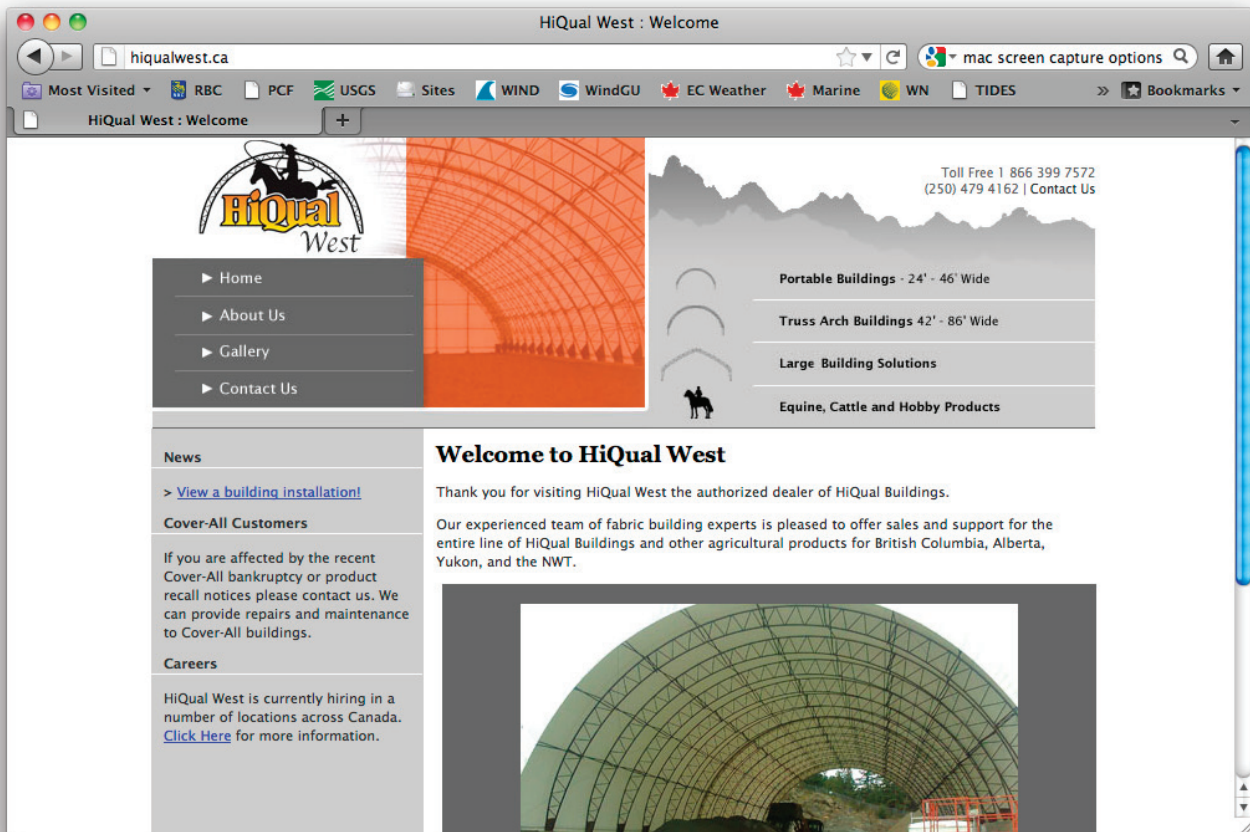 HiQual West : Welcome
hiqualwest.ca
mac screen capture options
Most Visited
RBC
PCF
USGS
Sites
WIND
WindGU
EC Weather
Marine
WN
TIDES
»
Bookmarks
HiQual West : Welcome
+
HiQual
West
Toll Free 1 866 399 7572
(250) 479 4162 | Contact Us
Home
About Us
Gallery
Contact Us
Portable Buildings - 24' - 46' Wide
Truss Arch Buildings 42' - 86' Wide
Large Building Solutions
Equine, Cattle and Hobby Products
News
> View a building installation!
Cover-All Customers
If you are affected by the recent
Cover-All bankruptcy or product
recall notices please contact us. We
can provide repairs and maintenance
to Cover-All buildings.
Careers
HiQual West is currently hiring in a
number of locations across Canada.
Click Here for more information.
Welcome to HiQual West
Thank you for visiting HiQual West the authorized dealer of HiQual Buildings.
Our experienced team of fabric building experts is pleased to offer sales and support for the
entire line of HiQual Buildings and other agricultural products for British Columbia, Alberta,
Yukon, and the NWT.